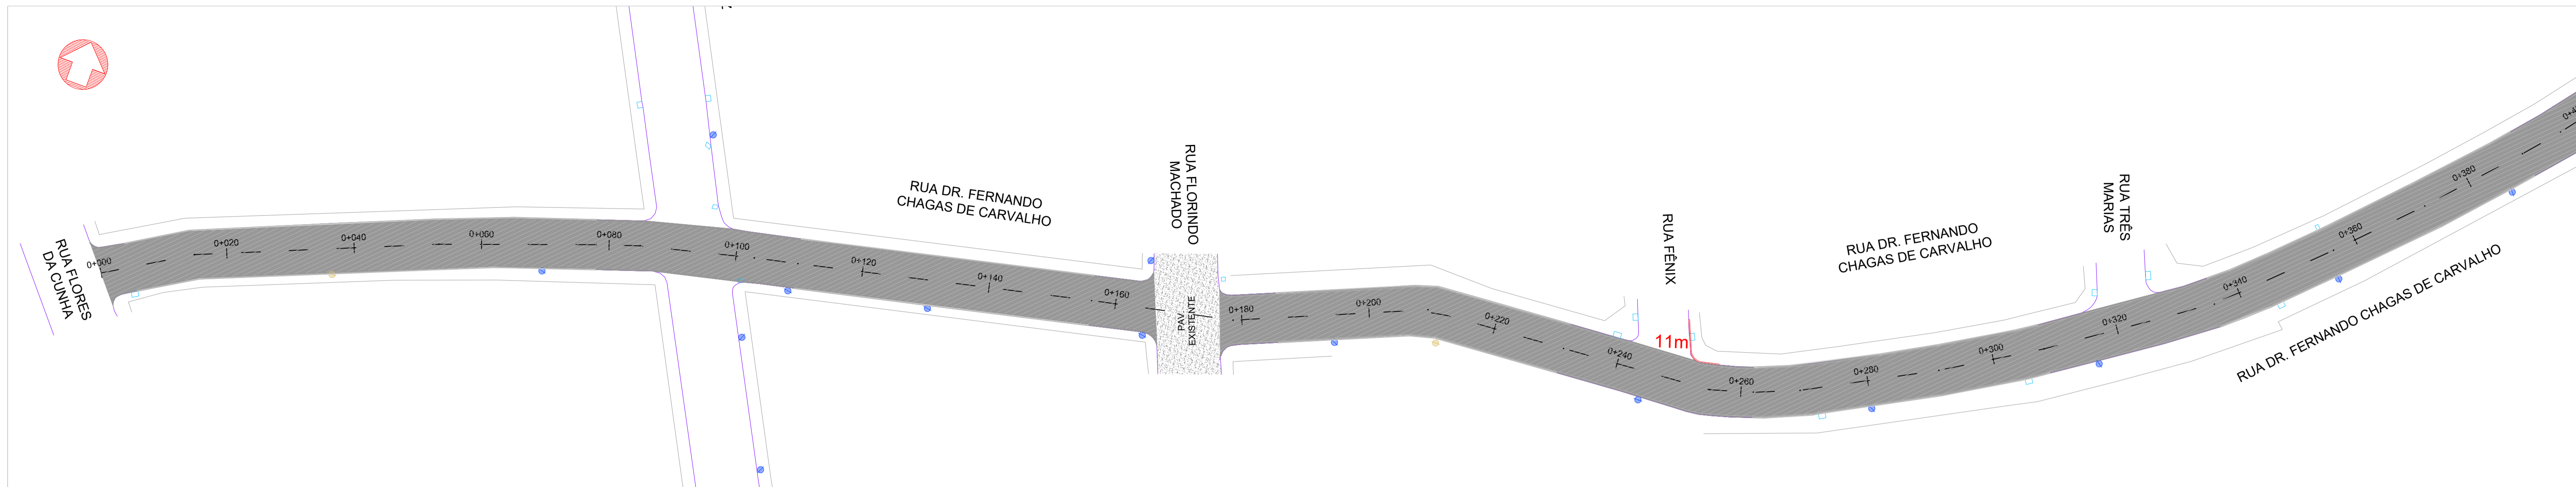 RUA FLORES
DA CUNHA
0+000
0+020
0+040
0+060
0+080
0+100
0+120
0+140
0+160
RUA DR. FERNANDO
CHAGAS DE CARVALHO
RUA FLORINDO
MACHADO
PAV.
EXISTENTE
0+180
0+200
0+220
0+240
RUA FÊNIX
11m
0+260
0+280
0+300
RUA DR. FERNANDO
CHAGAS DE CARVALHO
RUA TRÊS
MARIAS
0+320
0+340
0+360
0+380
RUA DR. FERNANDO CHAGAS DE CARVALHO